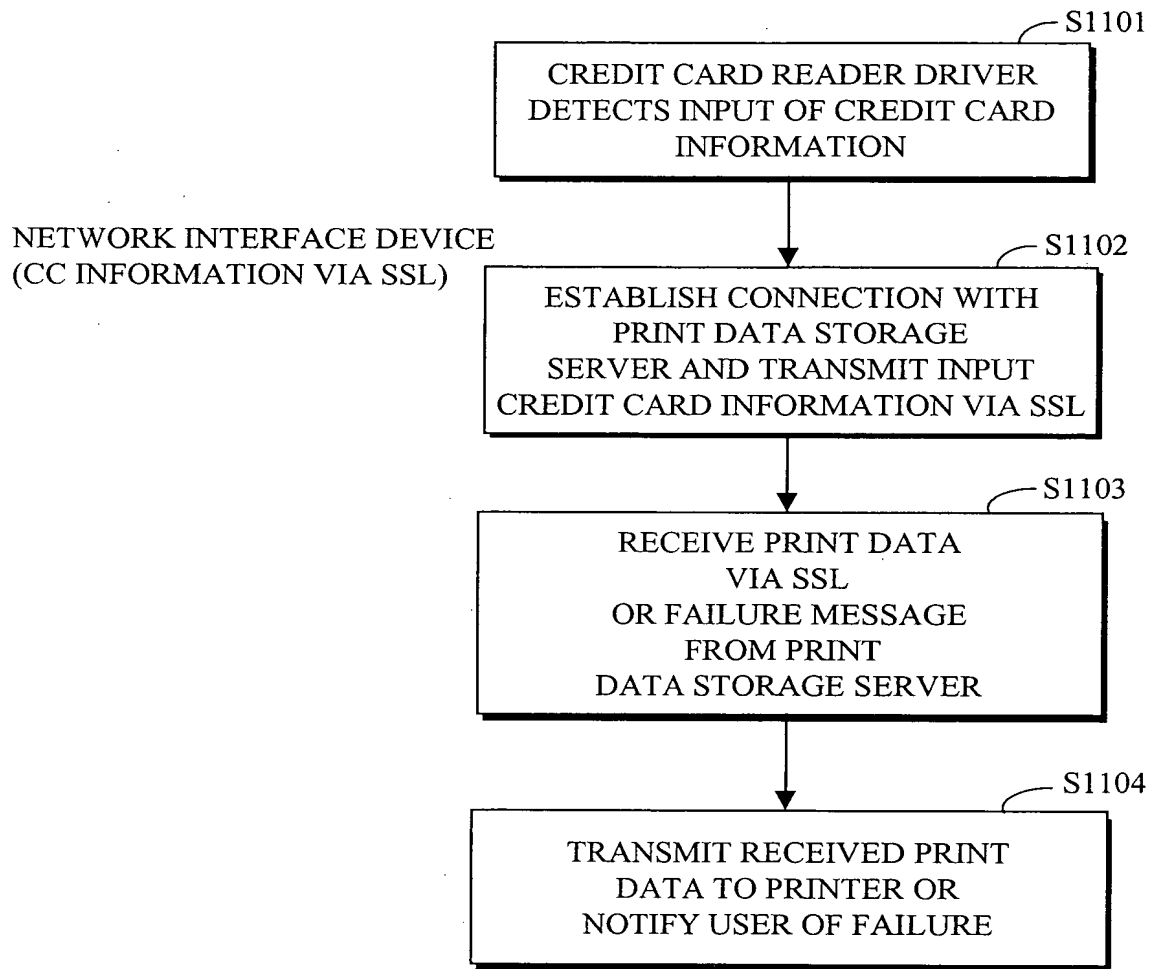 S1101
CREDIT CARD READER DRIVER
DETECTS INPUT OF CREDIT CARD
INFORMATION
NETWORK INTERFACE DEVICE
(CC INFORMATION VIA SSL)
S1102
ESTABLISH CONNECTION WITH
PRINT DATA STORAGE
SERVER AND TRANSMIT INPUT
CREDIT CARD INFORMATION VIA SSL
S1103
RECEIVE PRINT DATA
VIA SSL
OR FAILURE MESSAGE
FROM PRINT
DATA STORAGE SERVER
S1104
TRANSMIT RECEIVED PRINT
DATA TO PRINTER OR
NOTIFY USER OF FAILURE